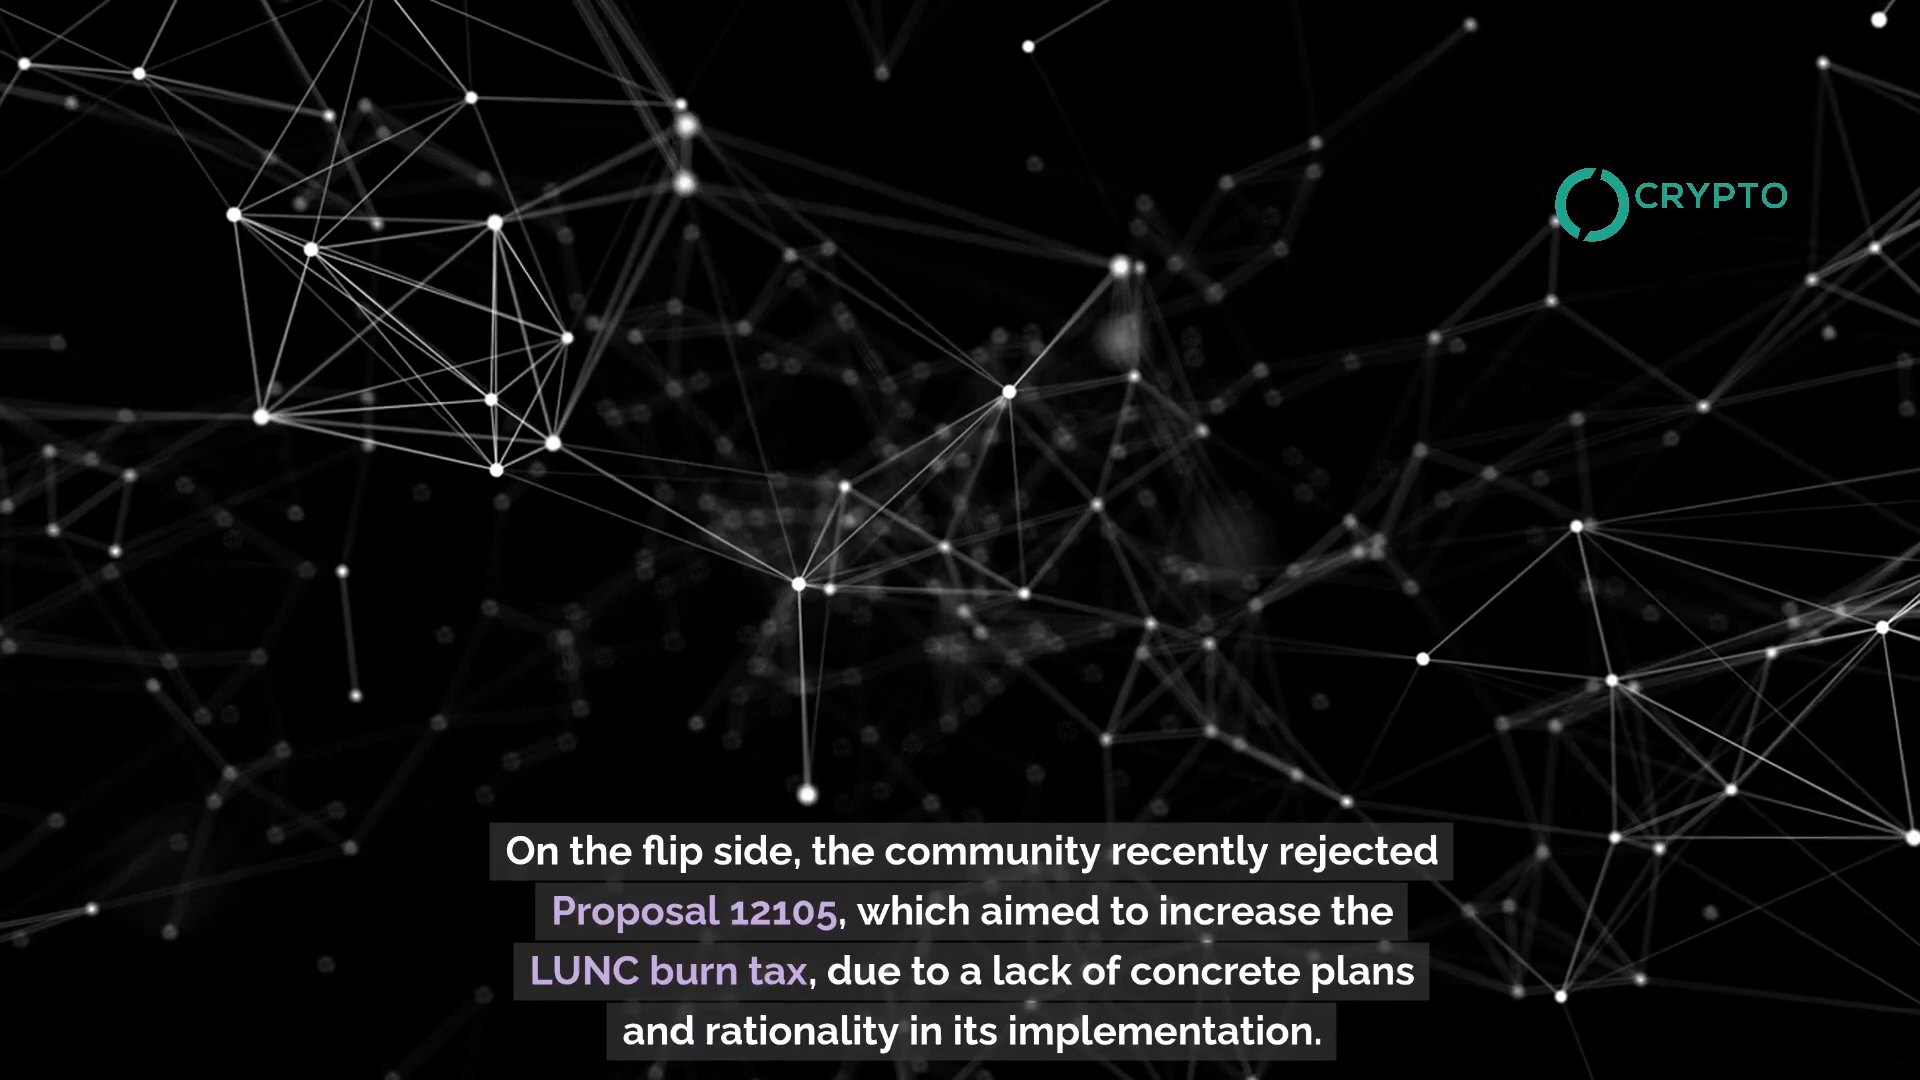 CRYPTO
On the flip side, the community recently rejected
Proposal 12105, which aimed to increase the
LUNC burn tax, due to a lack of concrete plans
and rationality in its implementation.